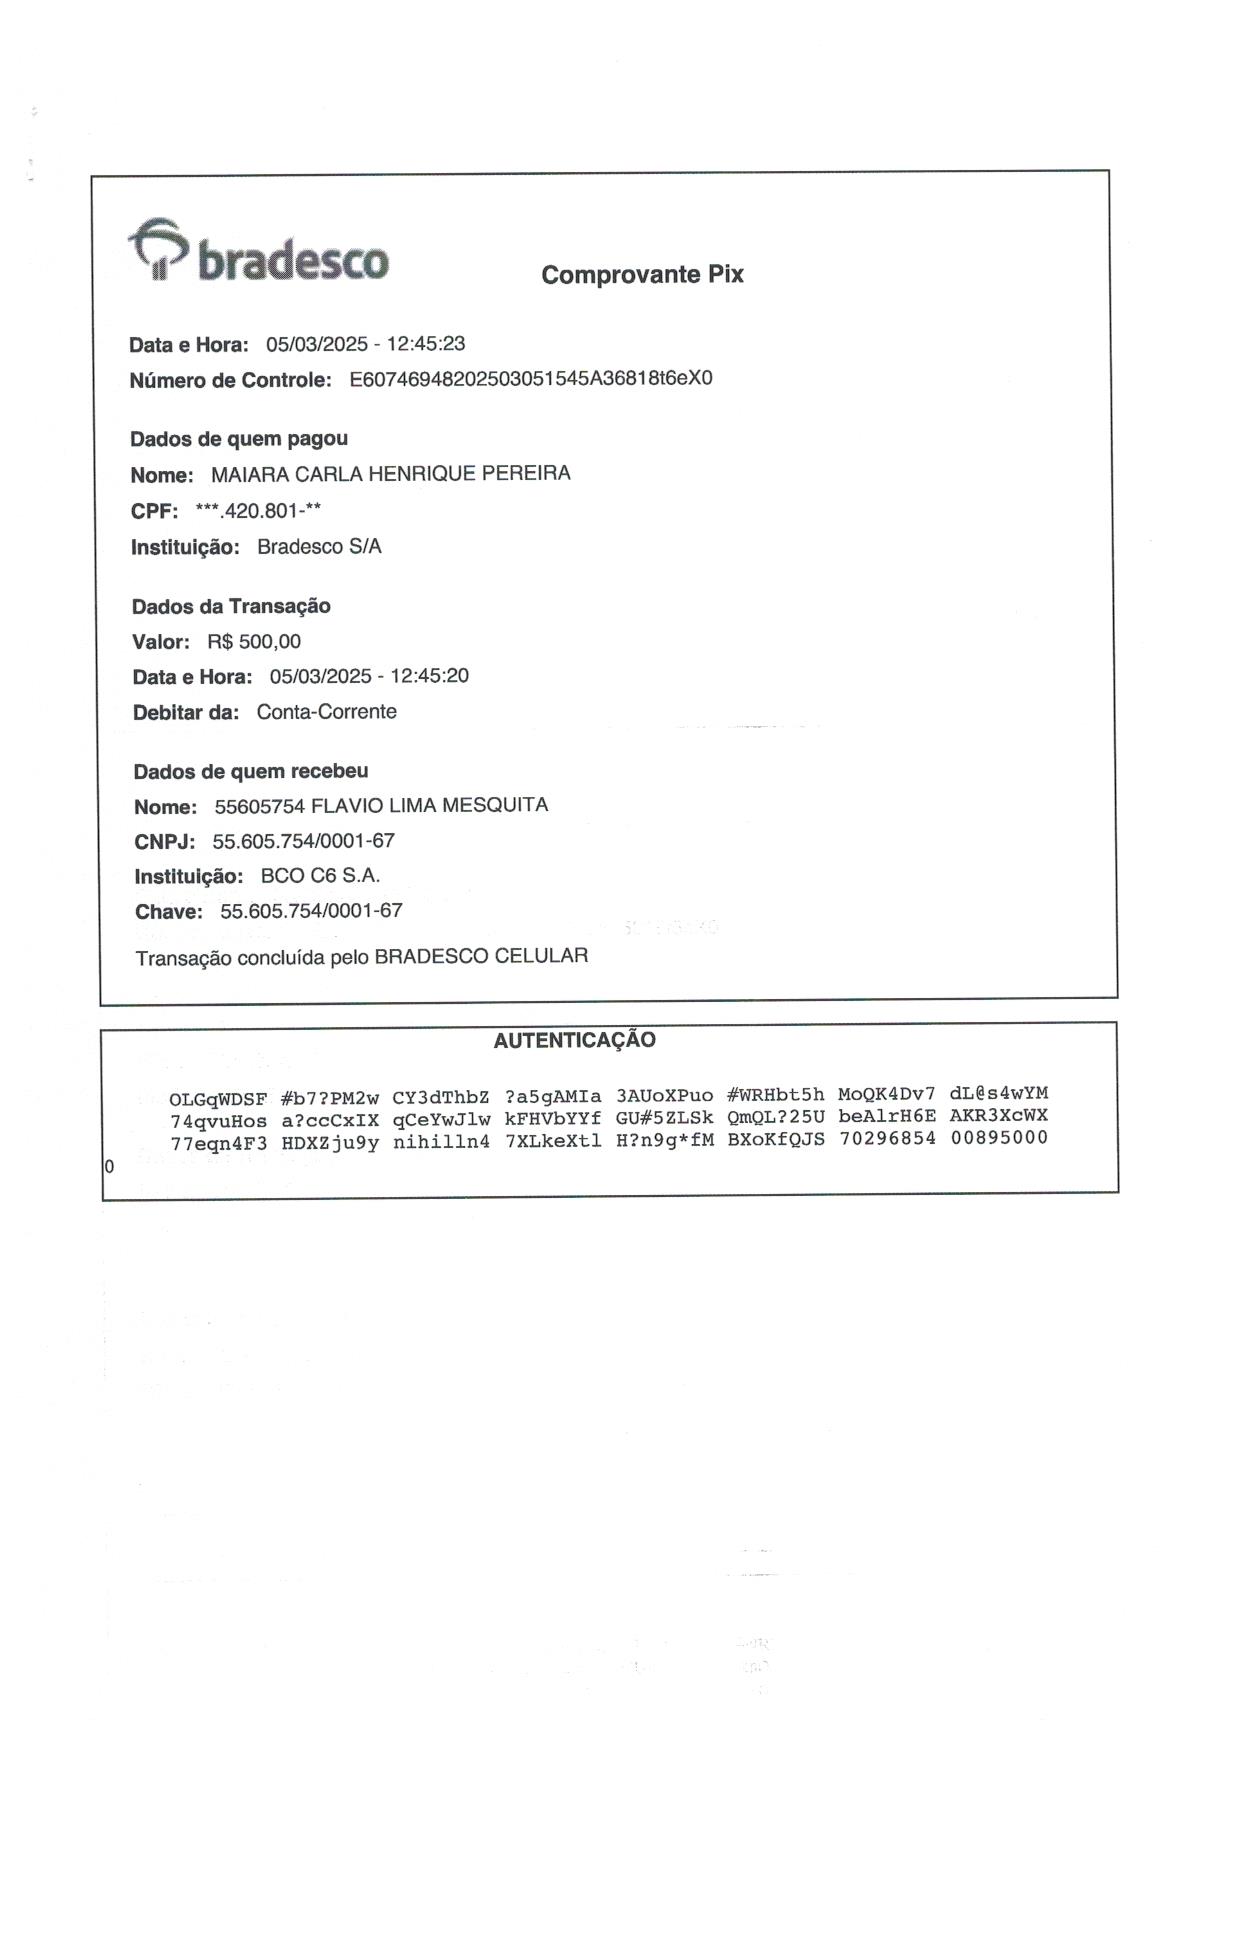 bradesco
Comprovante Pix
Data e Hora: 05/03/2025 - 12:45:23
Número de Controle: E60746948202503051545A36818t6eX0
Dados de quem pagou
Nome: MAIARA CARLA HENRIQUE PEREIRA
CPF: ***.420.801-**
Instituição: Bradesco S/A
Dados da Transação
Valor: R$ 500,00
Data e Hora: 05/03/2025 - 12:45:20
Debitar da: Conta-Corrente
Dados de quem recebeu
Nome: 55605754 FLAVIO LIMA MESQUITA
CNPJ: 55.605.754/0001-67
Instituição: BCO C6 S.A.
Chave: 55.605.754/0001-67
Transação concluída pelo BRADESCO CELULAR
AUTENTICAÇÃO
OLGqWDSF #b7?PM2w CY3dThbZ ?a5gAMIa 3AUoXPuo #WRHbt5h MoQK4Dv7 dL@s4wYM
74qvuHos a?ccCxIX qCeYwJlw kFHVbYYf GU#5ZLSk QmQL?25U beAlrH6E AKR3XcWX
77eqn4F3 HDXZju9y nihilln4 7XLkeXtl H?n9g*fM BXoKfQJS 70296854 00895000
0